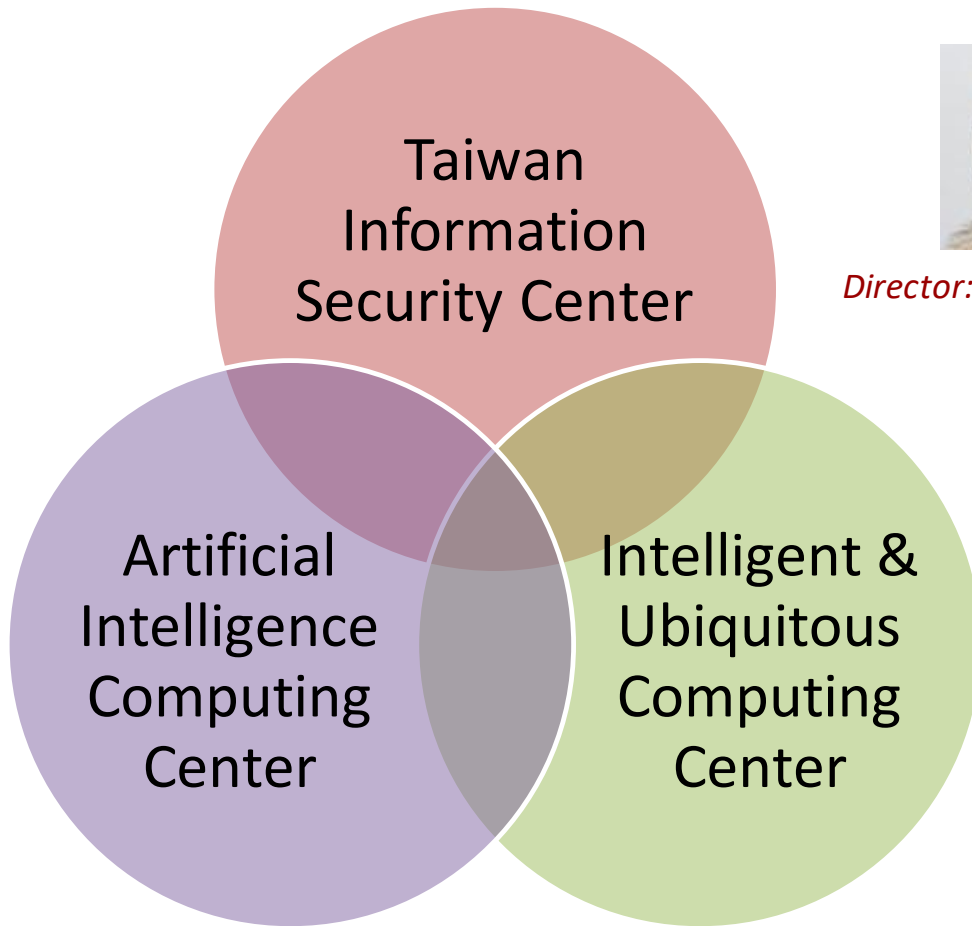 Taiwan
Information
Security Center
Director:
Artificial
Intelligence
Computing
Center
Intelligent &
Ubiquitous
Computing
Center